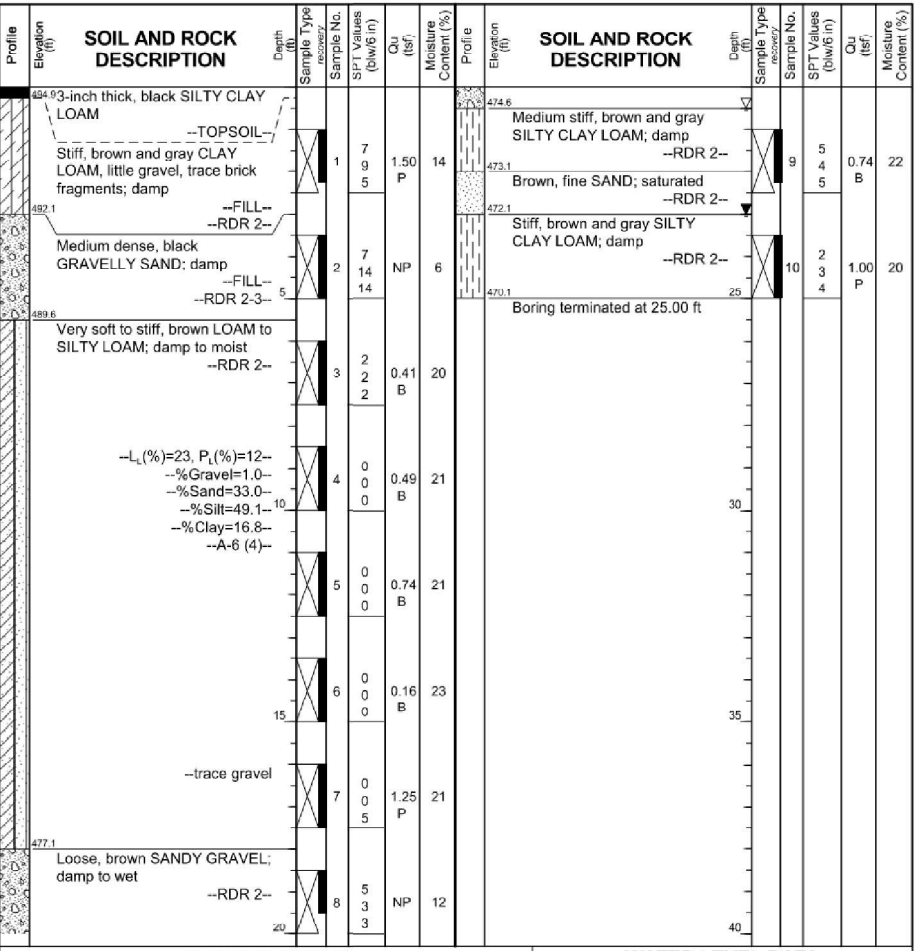 Profile
Elevation (ft)
SOIL AND ROCK DESCRIPTION
Depth (ft)
Sample Type
recovery
Sample No.
SPT Values (blw/6 in)
Qu (tsf)
Moisture Content (%)
494.9
3-inch thick, black SILTY CLAY
LOAM
--TOPSOIL--
Stiff, brown and gray CLAY
LOAM, little gravel, trace brick
fragments; damp
1
7
9
5
1.50
P
14
--FILL--
492.1
--RDR 2--
Medium dense, black
GRAVELLY SAND; damp
--FILL--
--RDR 2-3--
5
2
7
14
14
NP
6
489.6
Very soft to stiff, brown LOAM to
SILTY LOAM; damp to moist
--RDR 2--
3
2
2
2
0.41
B
20
--LL(%)=23, PL(%)=12--
--%Gravel=1.0--
--%Sand=33.0--
10
--%Silt=49.1--
--%Clay=16.8--
--A-6 (4)--
4
0
0
0
0.49
B
21
5
0
0
0
0.74
B
21
6
0
0
0
0.16
B
23
15
--trace gravel
7
0
0
5
1.25
P
21
477.1
Loose, brown SANDY GRAVEL;
damp to wet
--RDR 2--
8
5
3
3
NP
12
20
Profile
Elevation (ft)
SOIL AND ROCK DESCRIPTION
Depth (ft)
Sample Type
recovery
Sample No.
SPT Values (blw/6 in)
Qu (tsf)
Moisture Content (%)
474.6
Medium stiff, brown and gray
SILTY CLAY LOAM; damp
--RDR 2--
9
5
4
5
0.74
B
22
473.1
Brown, fine SAND; saturated
--RDR 2--
472.1
Stiff, brown and gray SILTY
CLAY LOAM; damp
--RDR 2--
10
2
3
4
1.00
P
20
470.1
25
Boring terminated at 25.00 ft
30
35
40